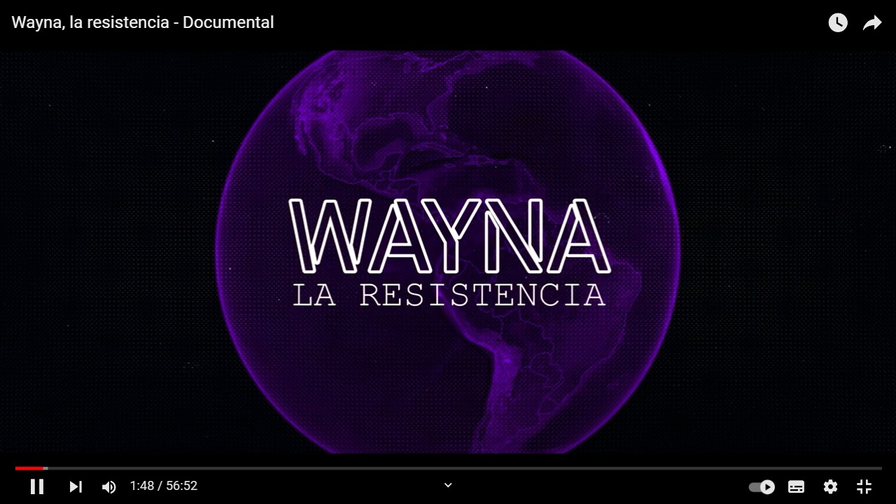 Wayna, la resistencia - Documental
WAYNA
LA RESISTENCIA
1:48 / 56:52